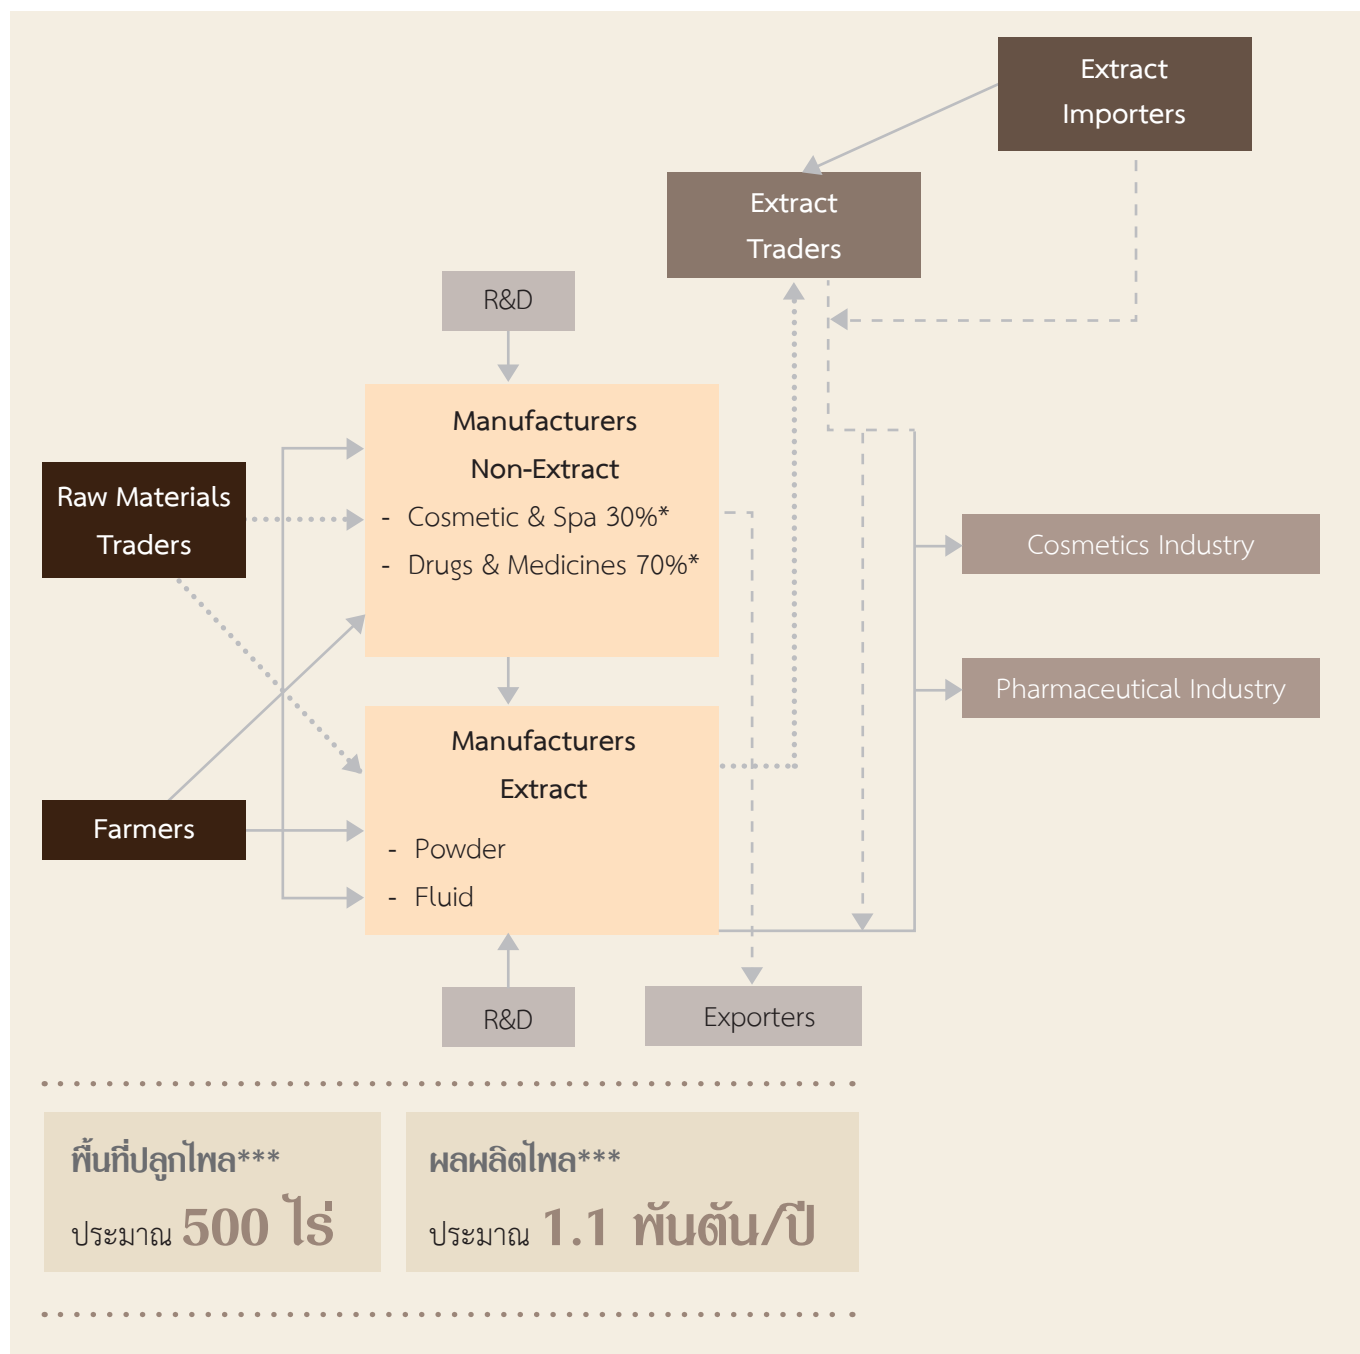 Extract
Importers
Extract
Traders
R&D
Manufacturers
Non-Extract
- Cosmetic & Spa 30%*
- Drugs & Medicines 70%*
Raw Materials
Traders
Cosmetics Industry
Pharmaceutical Industry
Manufacturers
Extract
- Powder
- Fluid
Farmers
R&D
Exporters
พื้นที่ปลูกไพล***
ประมาณ 500 ไร่
ผลผลิตไพล***
ประมาณ 1.1 พันตัน/ปี